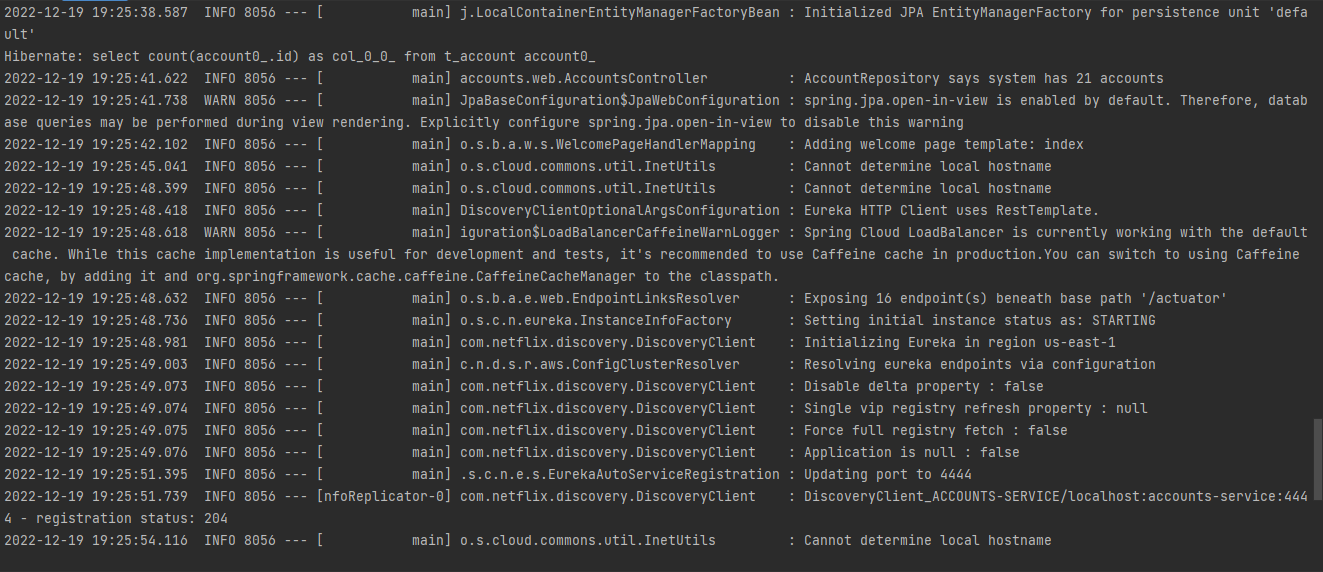 2022-12-19 19:25:38.587  INFO 8056 --- [           main] j.LocalContainerEntityManagerFactoryBean : Initialized JPA EntityManagerFactory for persistence unit 'defa
ult'
Hibernate: select count(account0_.id) as col_0_0_ from t_account account0_
2022-12-19 19:25:41.622  INFO 8056 --- [           main] accounts.web.AccountsController          : AccountRepository says system has 21 accounts
2022-12-19 19:25:41.738  WARN 8056 --- [           main] JpaBaseConfiguration$JpaWebConfiguration : spring.jpa.open-in-view is enabled by default. Therefore, datab
ase queries may be performed during view rendering. Explicitly configure spring.jpa.open-in-view to disable this warning
2022-12-19 19:25:42.102  INFO 8056 --- [           main] o.s.b.a.w.s.WelcomePageHandlerMapping    : Adding welcome page template: index
2022-12-19 19:25:45.041  INFO 8056 --- [           main] o.s.cloud.commons.util.InetUtils         : Cannot determine local hostname
2022-12-19 19:25:48.399  INFO 8056 --- [           main] o.s.cloud.commons.util.InetUtils         : Cannot determine local hostname
2022-12-19 19:25:48.418  INFO 8056 --- [           main] DiscoveryClientOptionalArgsConfiguration : Eureka HTTP Client uses RestTemplate.
2022-12-19 19:25:48.618  WARN 8056 --- [           main] iguration$LoadBalancerCaffeineWarnLogger : Spring Cloud LoadBalancer is currently working with the default
 cache. While this cache implementation is useful for development and tests, it's recommended to use Caffeine cache in production.You can switch to using Caffeine
cache, by adding it and org.springframework.cache.caffeine.CaffeineCacheManager to the classpath.
2022-12-19 19:25:48.632  INFO 8056 --- [           main] o.s.b.a.e.web.EndpointLinksResolver      : Exposing 16 endpoint(s) beneath base path '/actuator'
2022-12-19 19:25:48.736  INFO 8056 --- [           main] o.s.c.n.eureka.InstanceInfoFactory       : Setting initial instance status as: STARTING
2022-12-19 19:25:48.981  INFO 8056 --- [           main] com.netflix.discovery.DiscoveryClient    : Initializing Eureka in region us-east-1
2022-12-19 19:25:49.003  INFO 8056 --- [           main] c.n.d.s.r.aws.ConfigClusterResolver      : Resolving eureka endpoints via configuration
2022-12-19 19:25:49.073  INFO 8056 --- [           main] com.netflix.discovery.DiscoveryClient    : Disable delta property : false
2022-12-19 19:25:49.074  INFO 8056 --- [           main] com.netflix.discovery.DiscoveryClient    : Single vip registry refresh property : null
2022-12-19 19:25:49.075  INFO 8056 --- [           main] com.netflix.discovery.DiscoveryClient    : Force full registry fetch : false
2022-12-19 19:25:49.076  INFO 8056 --- [           main] com.netflix.discovery.DiscoveryClient    : Application is null : false
2022-12-19 19:25:51.395  INFO 8056 --- [           main] .s.c.n.e.s.EurekaAutoServiceRegistration : Updating port to 4444
2022-12-19 19:25:51.739  INFO 8056 --- [nfoReplicator-0] com.netflix.discovery.DiscoveryClient    : DiscoveryClient_ACCOUNTS-SERVICE/localhost:accounts-service:444
4 - registration status: 204
2022-12-19 19:25:54.116  INFO 8056 --- [           main] o.s.cloud.commons.util.InetUtils         : Cannot determine local hostname